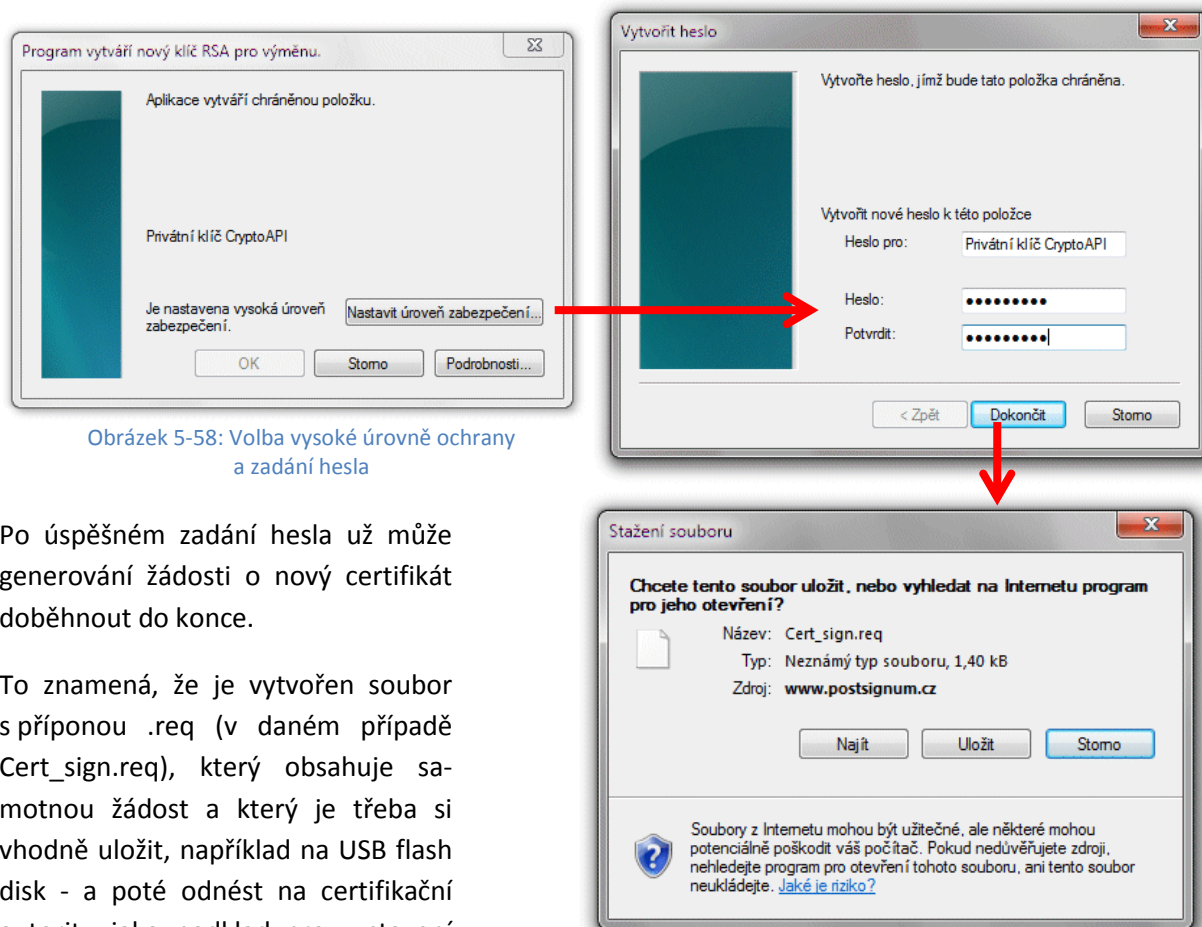 Program vytváří nový klíč RSA pro výměnu.
Aplikace vytváří chráněnou položku.
Privátní klíč CryptoAPI
Je nastavena vysoká úroveň
zabezpečení.
Nastavit úroveň zabezpečení...
OK
Storno
Podrobnosti...
Vytvořit heslo
Vytvořte heslo, jímž bude tato položka chráněna.
Vytvořit nové heslo k této položce
Heslo pro:
Privátní klíč CryptoAPI
Heslo:
●●●●●●●●●
Potvrdit:
●●●●●●●●●
< Zpět
Dokončit
Storno
Obrázek 5-58: Volba vysoké úrovně ochrany
a zadání hesla
Po úspěšném zadání hesla už může
generování žádosti o nový certifikát
doběhnout do konce.
To znamená, že je vytvořen soubor
s příponou .req (v daném případě
Cert_sign.req), který obsahuje sa-
motnou žádost a který je třeba si
vhodně uložit, například na USB flash
disk - a poté odnést na certifikační
Stažení souboru
Chcete tento soubor uložit, nebo vyhledat na Internetu program
pro jeho otevření?
Název: Cert_sign.req
Typ: Neznámý typ souboru, 1,40 kB
Zdroj: www.postsignum.cz
Najít
Uložit
Storno
Soubory z Internetu mohou být užitečné, ale některé mohou
potenciálně poškodit váš počítač. Pokud nedůvěřujete zdroji,
nehledejte program pro otevření tohoto souboru, ani tento soubor
neukládejte. Jaké je riziko?